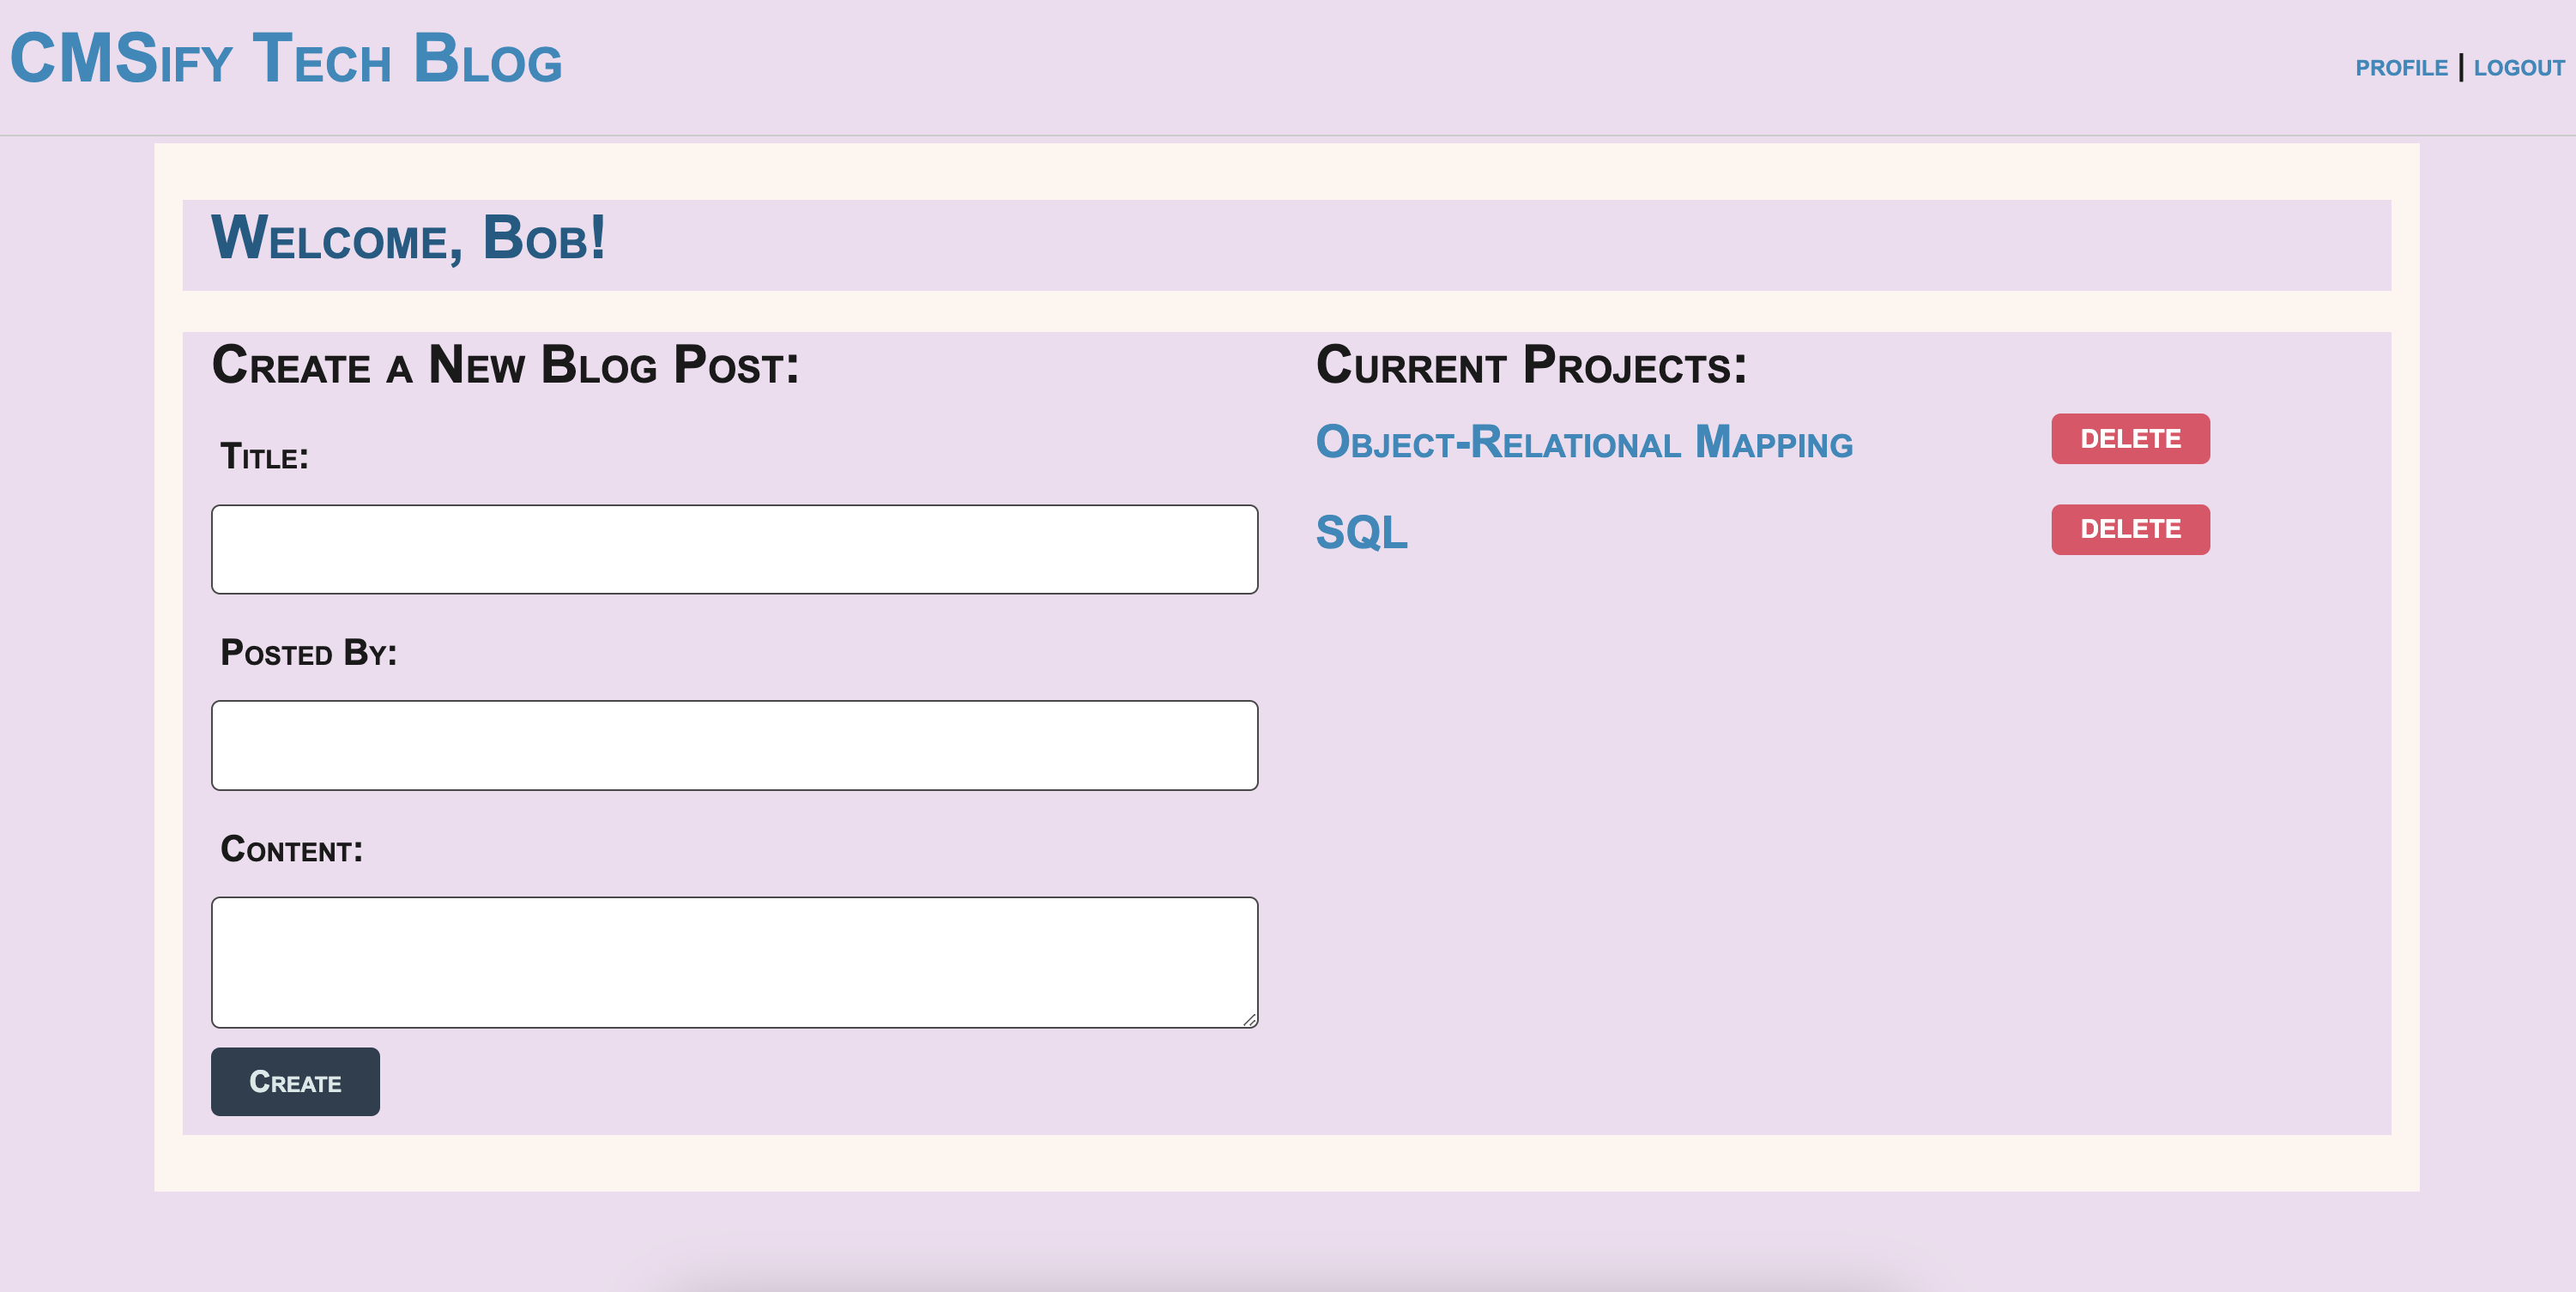 CMSify Tech Blog
PROFILE | LOGOUT
Welcome, Bob!
Create a New Blog Post:
Title:
Posted By:
Content:
Create
Current Projects:
Object-Relational Mapping
DELETE
SQL
DELETE